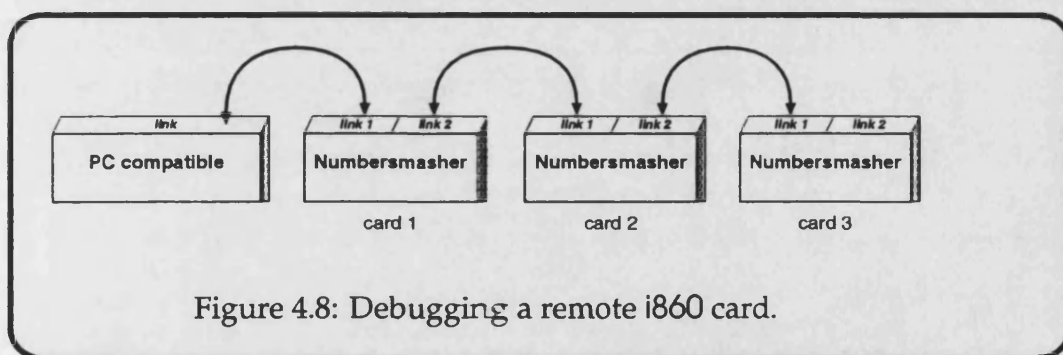 link
link 1 link 2
link 1 link 2
link 1 link 2
PC compatible
Numbersmasher
Numbersmasher
Numbersmasher
card 1
card 2
card 3
Figure 4.8: Debugging a remote i860 card.